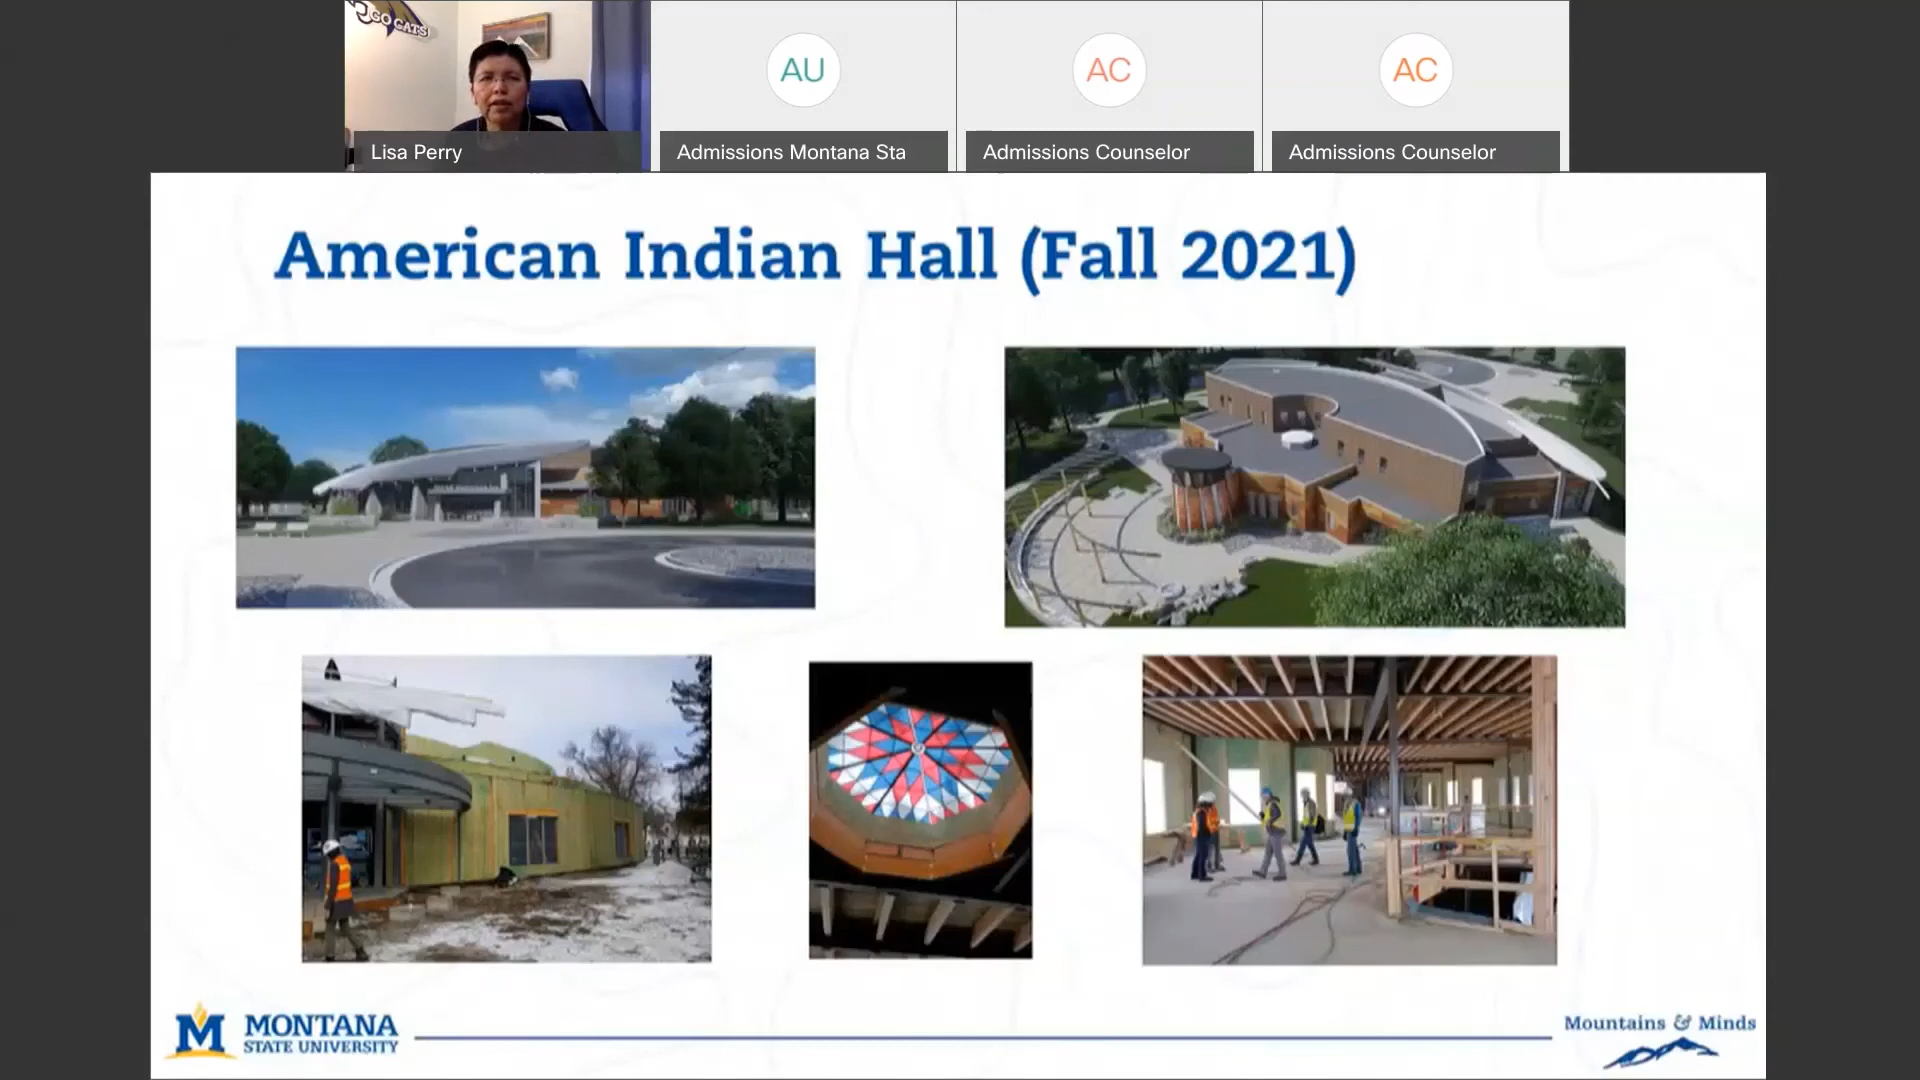 GO CATS
AU
AC
AC
Lisa Perry
Admissions Montana Sta
Admissions Counselor
Admissions Counselor
American Indian Hall (Fall 2021)
M
MONTANA
STATE UNIVERSITY
Mountains & Minds